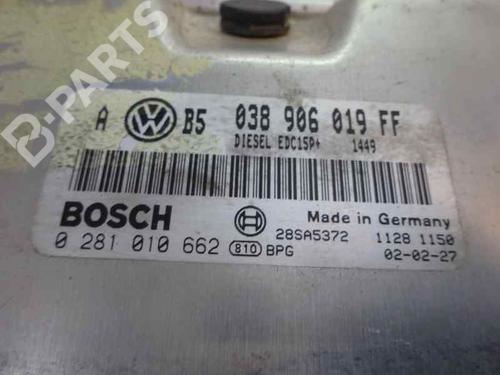 B-PARTS
A VW B5 038 906 019 FF
DIESEL EDC15P+ 1449
BOSCH
Made in Germany
0 281 010 662 810 BPG
28SA5372 1128 1150
02-02-27